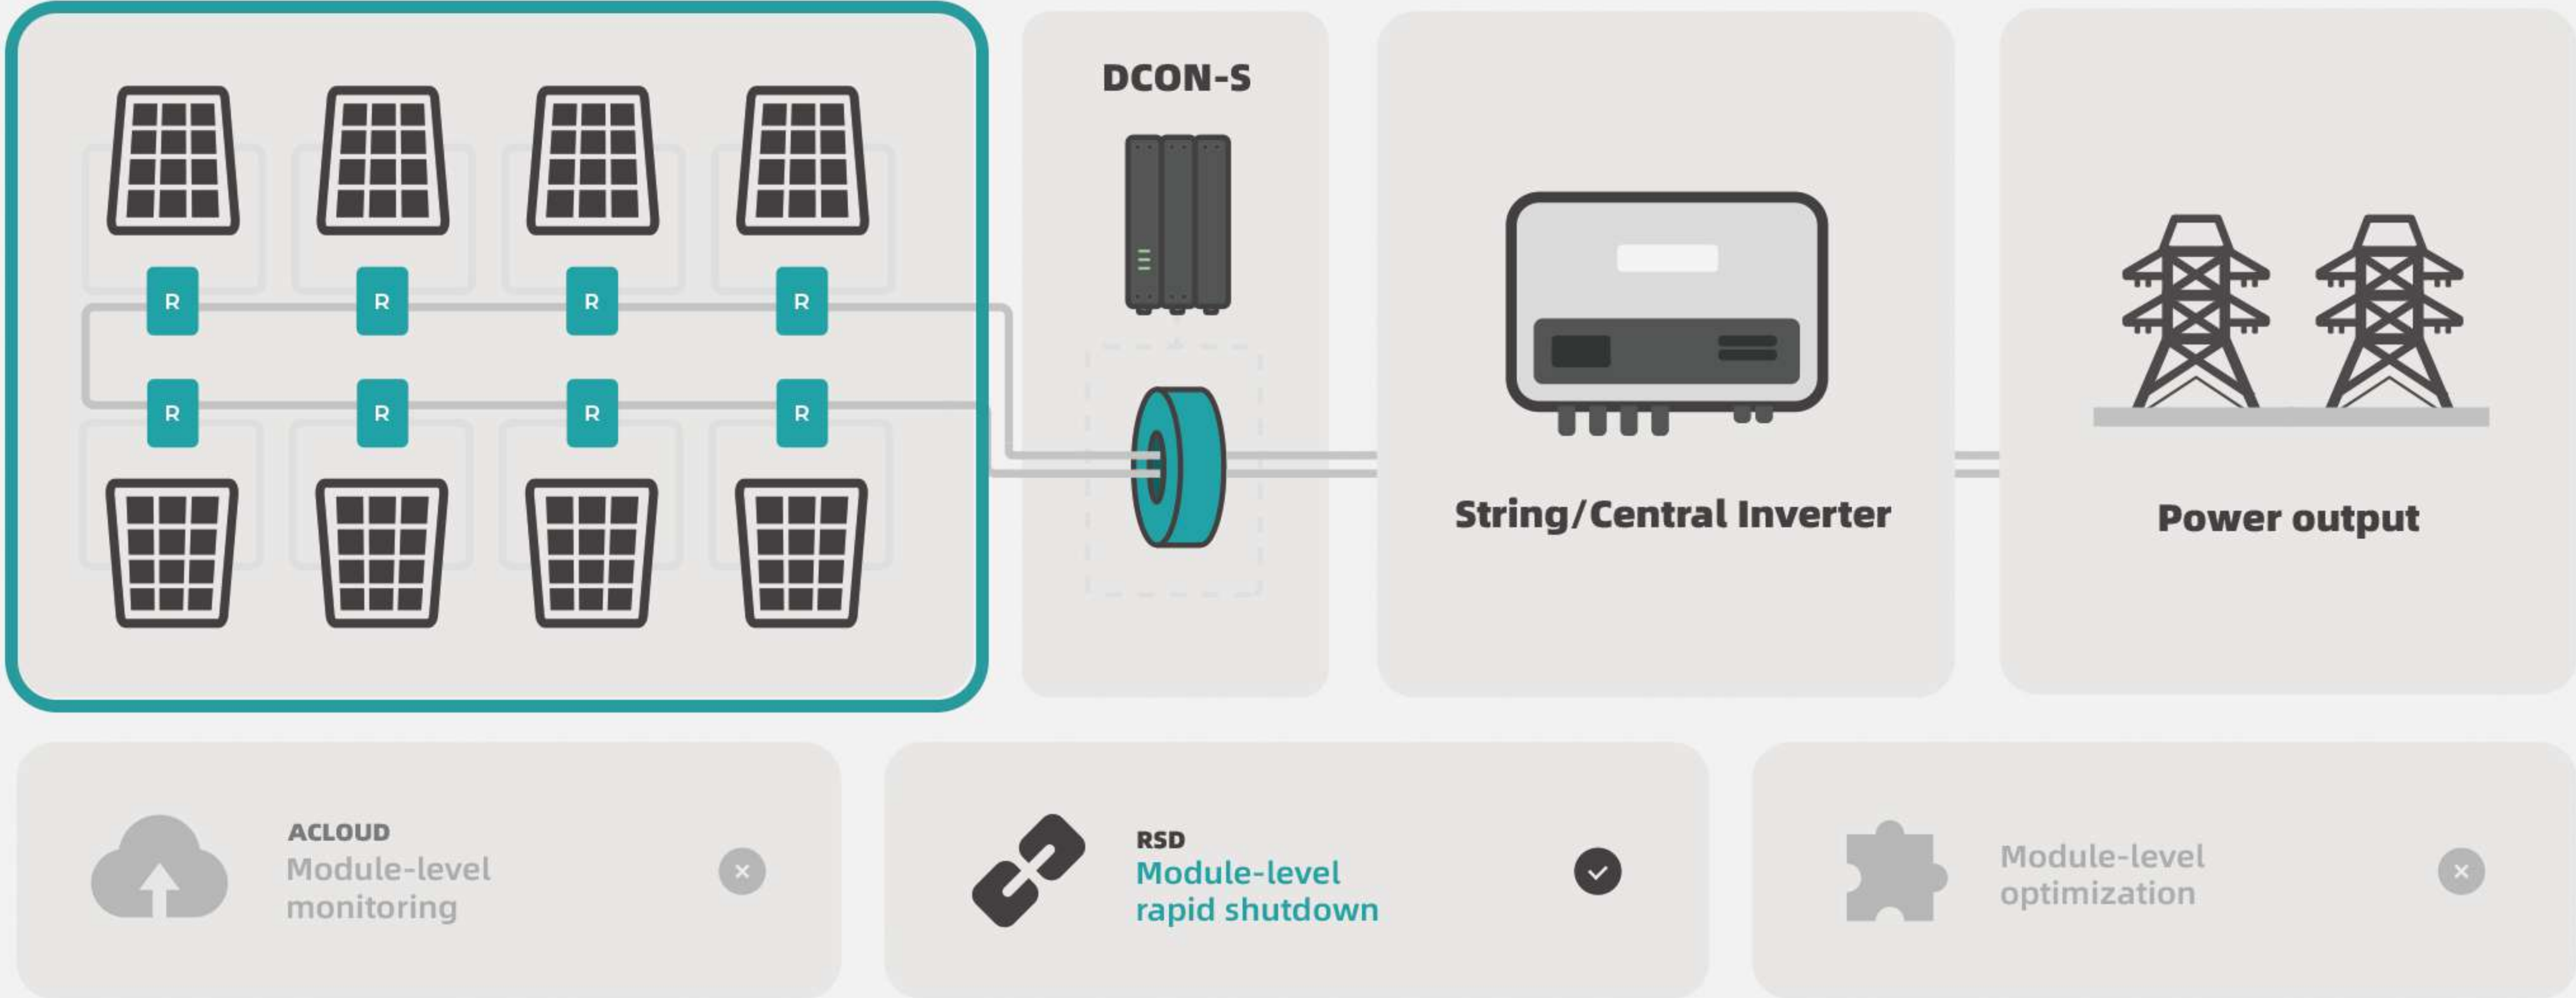 DCON-S
R
R
R
R
R
R
R
R
String/Central Inverter
Power output
ACLOUD
Module-level
monitoring
RSD
Module-level
rapid shutdown
Module-level
optimization